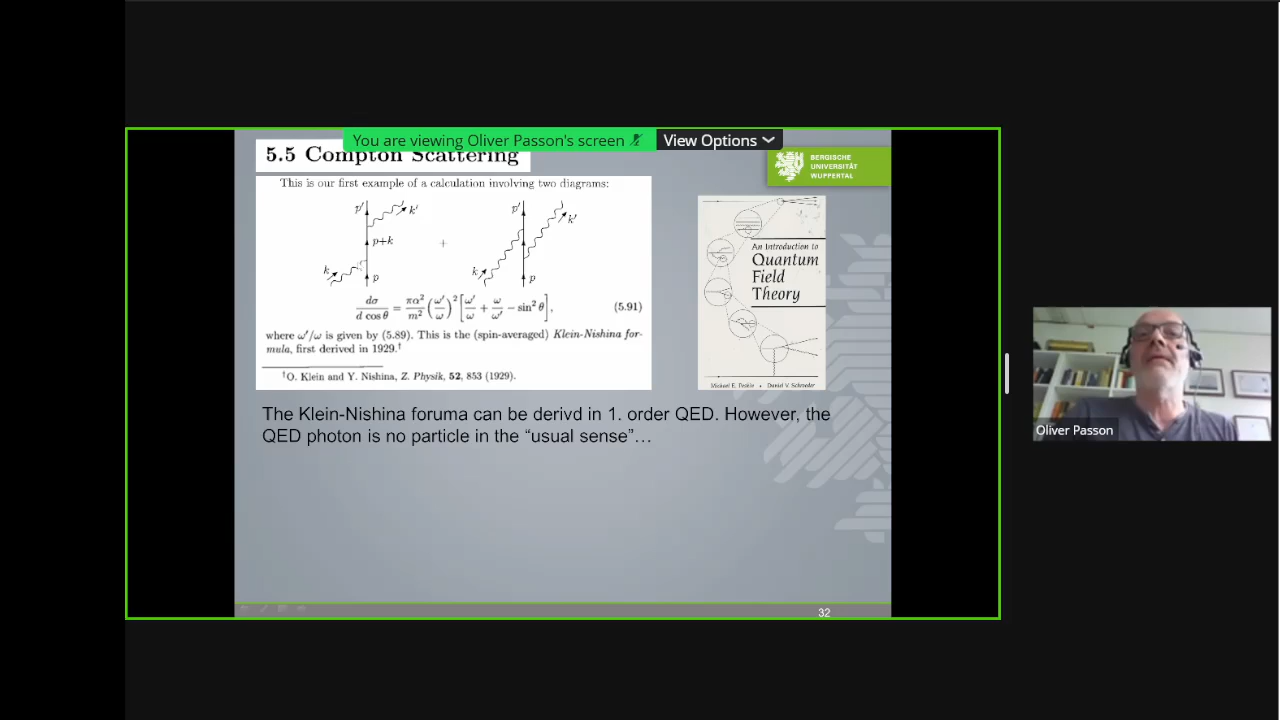 You are viewing Oliver Passon's screen
View Options
5.5 Compton Scattering
BERGISCHE
UNIVERSITÄT
WUPPERTAL
This is our first example of a calculation involving two diagrams:
p′ k′ p′ k′
p+k +
k p k p
dσ/d cos θ = πα²/m² (ω′/ω)² [ω′/ω + ω/ω′ − sin² θ], (5.91)
where ω′/ω is given by (5.89). This is the (spin-averaged) Klein-Nishina for-
mula, first derived in 1929.†
†O. Klein and Y. Nishina, Z. Physik, 52, 853 (1929).
An Introduction to
Quantum
Field
Theory
Michael E. Peskin • Daniel V. Schroeder
The Klein-Nishina foruma can be derivd in 1. order QED. However, the
QED photon is no particle in the “usual sense”…
32
Oliver Passon